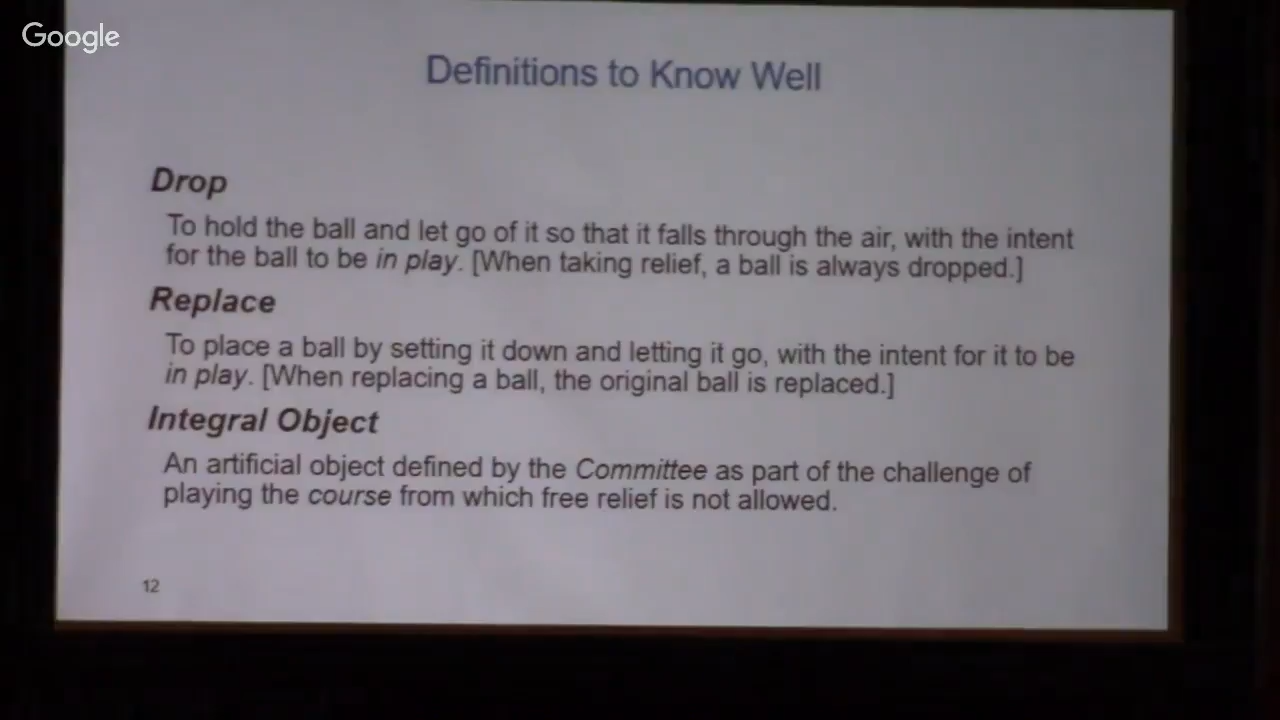 Google
Definitions to Know Well
Drop
To hold the ball and let go of it so that it falls through the air, with the intent
for the ball to be in play. [When taking relief, a ball is always dropped.]
Replace
To place a ball by setting it down and letting it go, with the intent for it to be
in play. [When replacing a ball, the original ball is replaced.]
Integral Object
An artificial object defined by the Committee as part of the challenge of
playing the course from which free relief is not allowed.
12